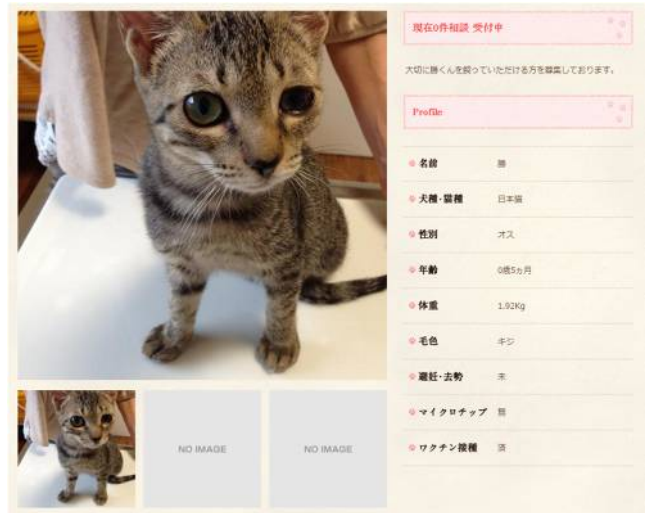 現在0件相談 受付中
大切に勝くんを飼っていただける方を募集しております。
Profile
名前 勝
犬種・猫種 日本猫
性別 オス
年齢 0歳5ヵ月
体重 1.92Kg
毛色 キジ
避妊・去勢 未
マイクロチップ 無
ワクチン接種 済
NO IMAGE NO IMAGE